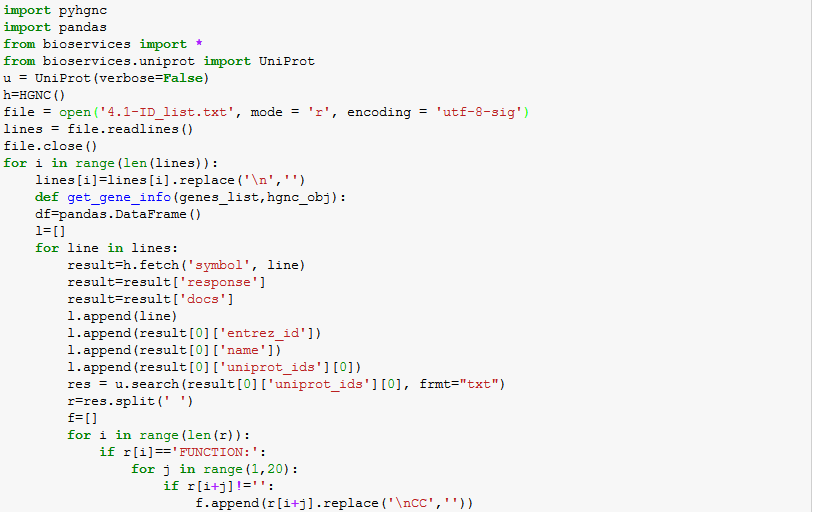 import pyhgnc
import pandas
from bioservices import *
from bioservices.uniprot import UniProt
u = UniProt(verbose=False)
h=HGNC()
file = open('4.1-ID_list.txt', mode = 'r', encoding = 'utf-8-sig')
lines = file.readlines()
file.close()
for i in range(len(lines)):
    lines[i]=lines[i].replace('\n','')
    def get_gene_info(genes_list,hgnc_obj):
    df=pandas.DataFrame()
    l=[]
    for line in lines:
        result=h.fetch('symbol', line)
        result=result['response']
        result=result['docs']
        l.append(line)
        l.append(result[0]['entrez_id'])
        l.append(result[0]['name'])
        l.append(result[0]['uniprot_ids'][0])
        res = u.search(result[0]['uniprot_ids'][0], frmt="txt")
        r=res.split(' ')
        f=[]
        for i in range(len(r)):
            if r[i]=='FUNCTION:':
                for j in range(1,20):
                    if r[i+j]!='':
                        f.append(r[i+j].replace('\nCC',''))